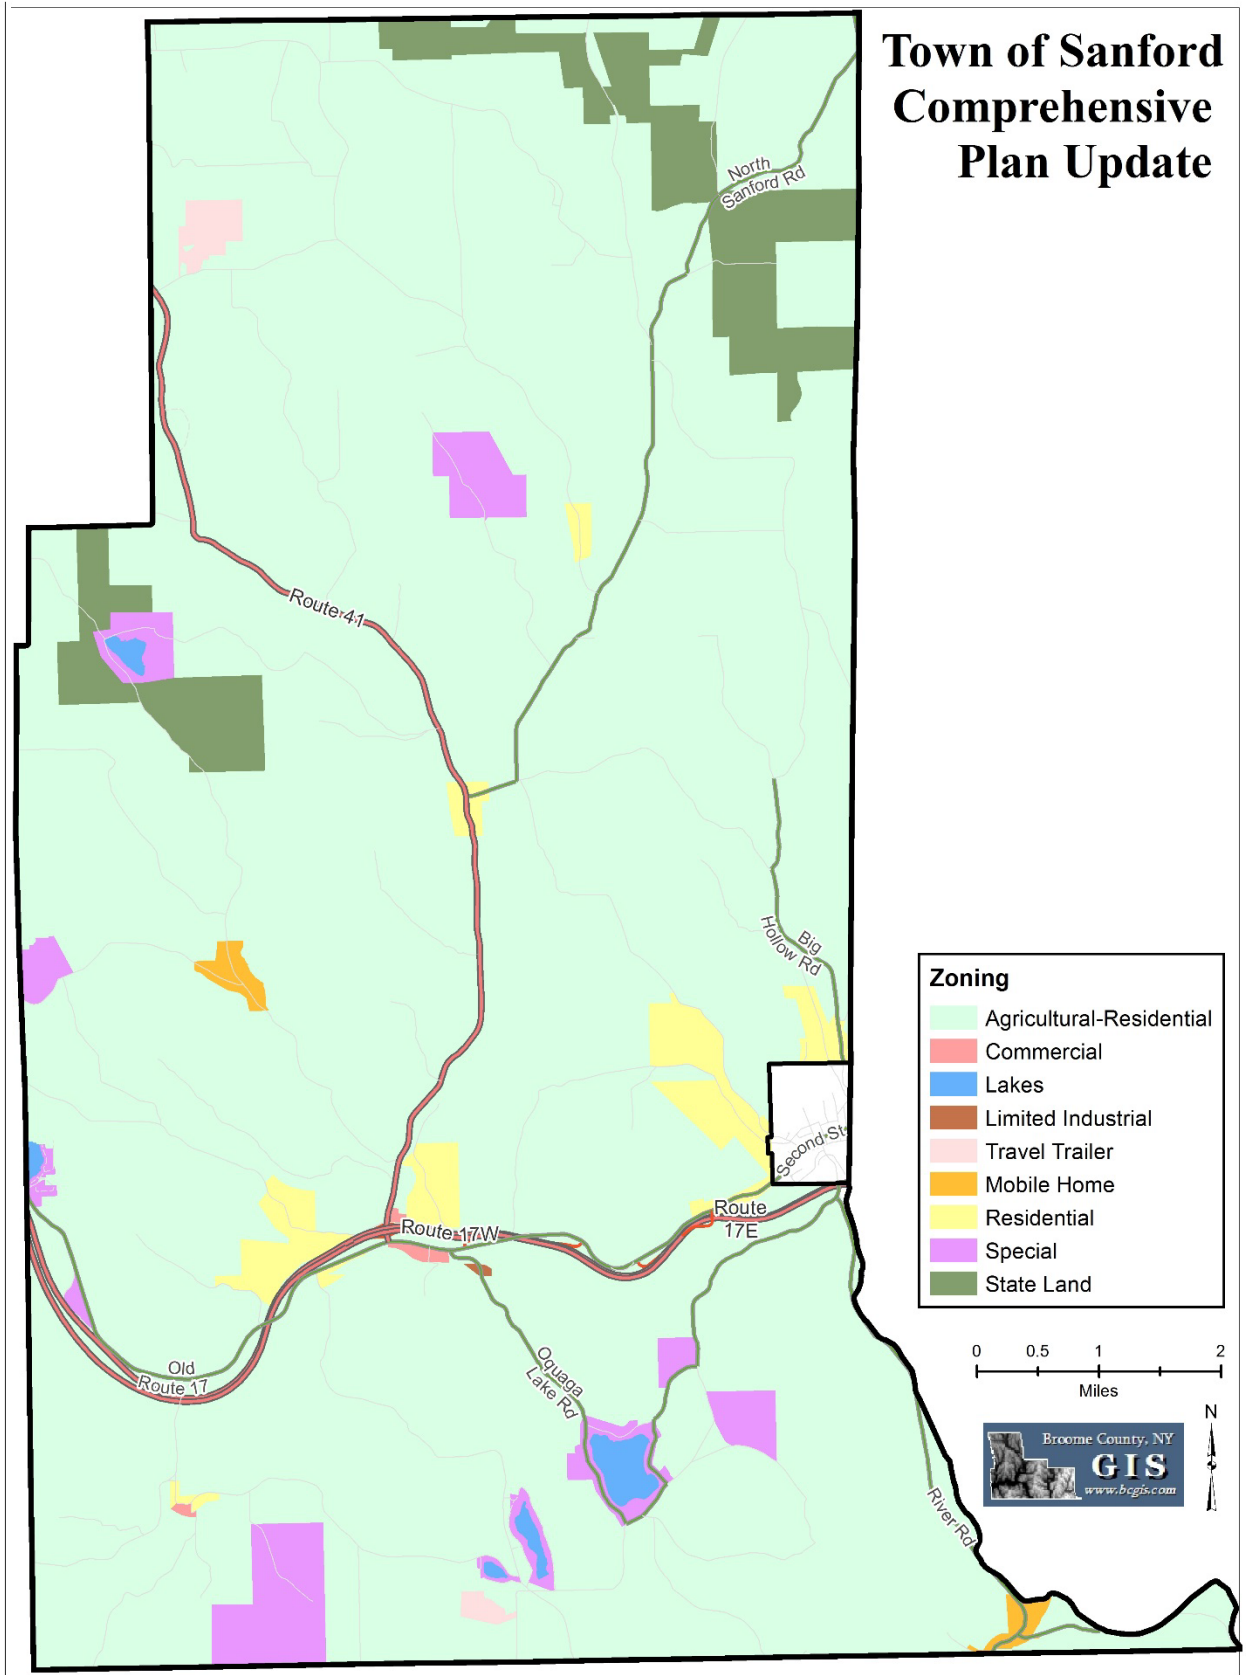 Town of Sanford
Comprehensive
Plan Update
North
Sanford Rd
Route 41
Big
Hollow Rd
Second St
Route 17W
Route
17E
Old
Route 17
Oquaga
Lake Rd
River Rd
Zoning
Agricultural-Residential
Commercial
Lakes
Limited Industrial
Travel Trailer
Mobile Home
Residential
Special
State Land
0 0.5 1 2
Miles
N
Broome County, NY
GIS
www.bcgis.com